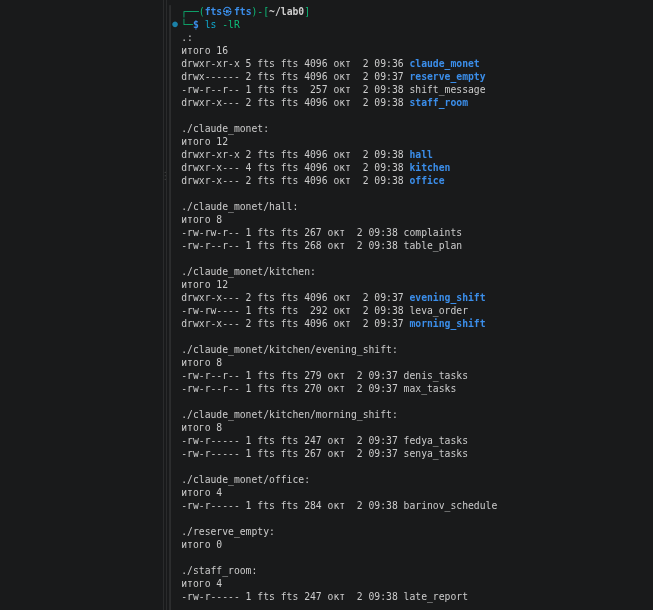 ┌──(fts㉿fts)-[~/lab0]
└─$ ls -lR
.:
итого 16
drwxr-xr-x 5 fts fts 4096 окт  2 09:36 claude_monet
drwx------ 2 fts fts 4096 окт  2 09:37 reserve_empty
-rw-r--r-- 1 fts fts  257 окт  2 09:38 shift_message
drwxr-x--- 2 fts fts 4096 окт  2 09:38 staff_room

./claude_monet:
итого 12
drwxr-xr-x 2 fts fts 4096 окт  2 09:38 hall
drwxr-x--- 4 fts fts 4096 окт  2 09:38 kitchen
drwxr-x--- 2 fts fts 4096 окт  2 09:38 office

./claude_monet/hall:
итого 8
-rw-rw-r-- 1 fts fts 267 окт  2 09:38 complaints
-rw-r--r-- 1 fts fts 268 окт  2 09:38 table_plan

./claude_monet/kitchen:
итого 12
drwxr-x--- 2 fts fts 4096 окт  2 09:37 evening_shift
-rw-rw---- 1 fts fts  292 окт  2 09:38 leva_order
drwxr-x--- 2 fts fts 4096 окт  2 09:37 morning_shift

./claude_monet/kitchen/evening_shift:
итого 8
-rw-r--r-- 1 fts fts 279 окт  2 09:37 denis_tasks
-rw-r--r-- 1 fts fts 270 окт  2 09:37 max_tasks

./claude_monet/kitchen/morning_shift:
итого 8
-rw-r----- 1 fts fts 247 окт  2 09:37 fedya_tasks
-rw-r----- 1 fts fts 267 окт  2 09:37 senya_tasks

./claude_monet/office:
итого 4
-rw-r----- 1 fts fts 284 окт  2 09:38 barinov_schedule

./reserve_empty:
итого 0

./staff_room:
итого 4
-rw-r----- 1 fts fts 247 окт  2 09:38 late_report